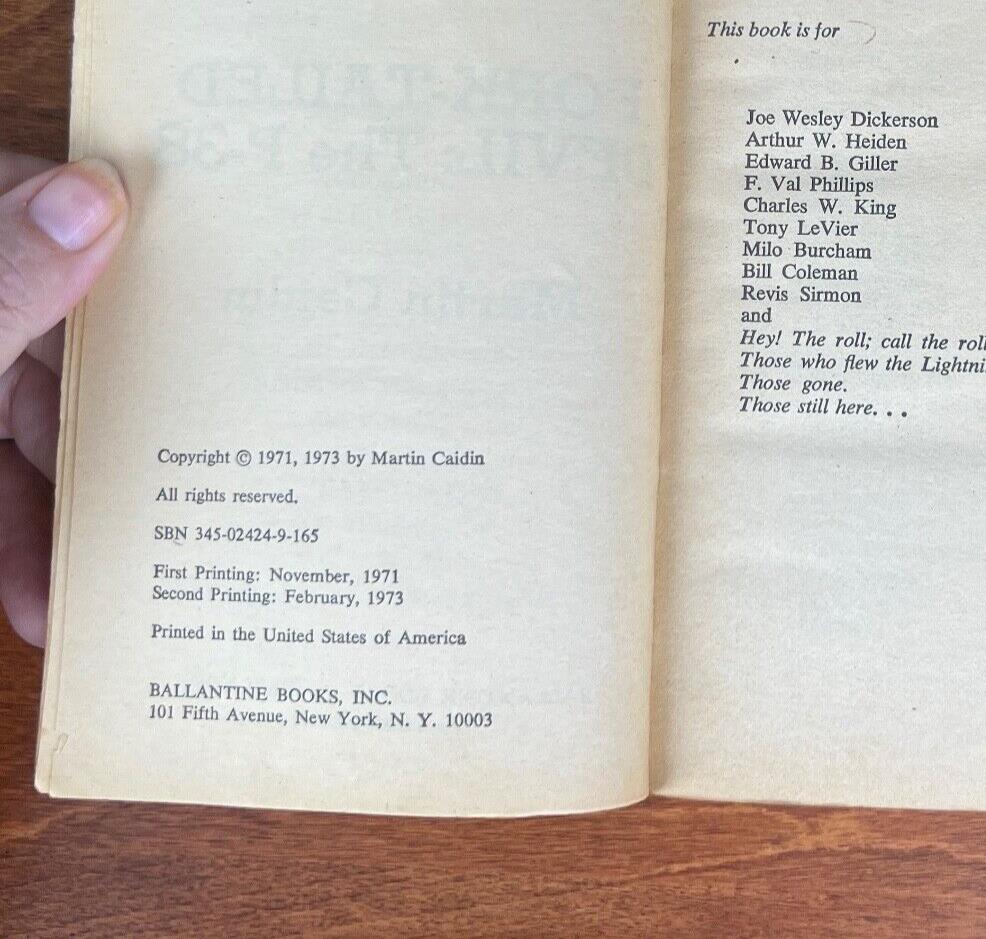 Copyright © 1971, 1973 by Martin Caidin
All rights reserved.
SBN 345-02424-9-165
First Printing: November, 1971
Second Printing: February, 1973
Printed in the United States of America
BALLANTINE BOOKS, INC.
101 Fifth Avenue, New York, N. Y. 10003
This book is for
Joe Wesley Dickerson
Arthur W. Heiden
Edward B. Giller
F. Val Phillips
Charles W. King
Tony LeVier
Milo Burcham
Bill Coleman
Revis Sirmon
and
Hey! The roll; call the roll
Those who flew the Lightni
Those gone.
Those still here. . .